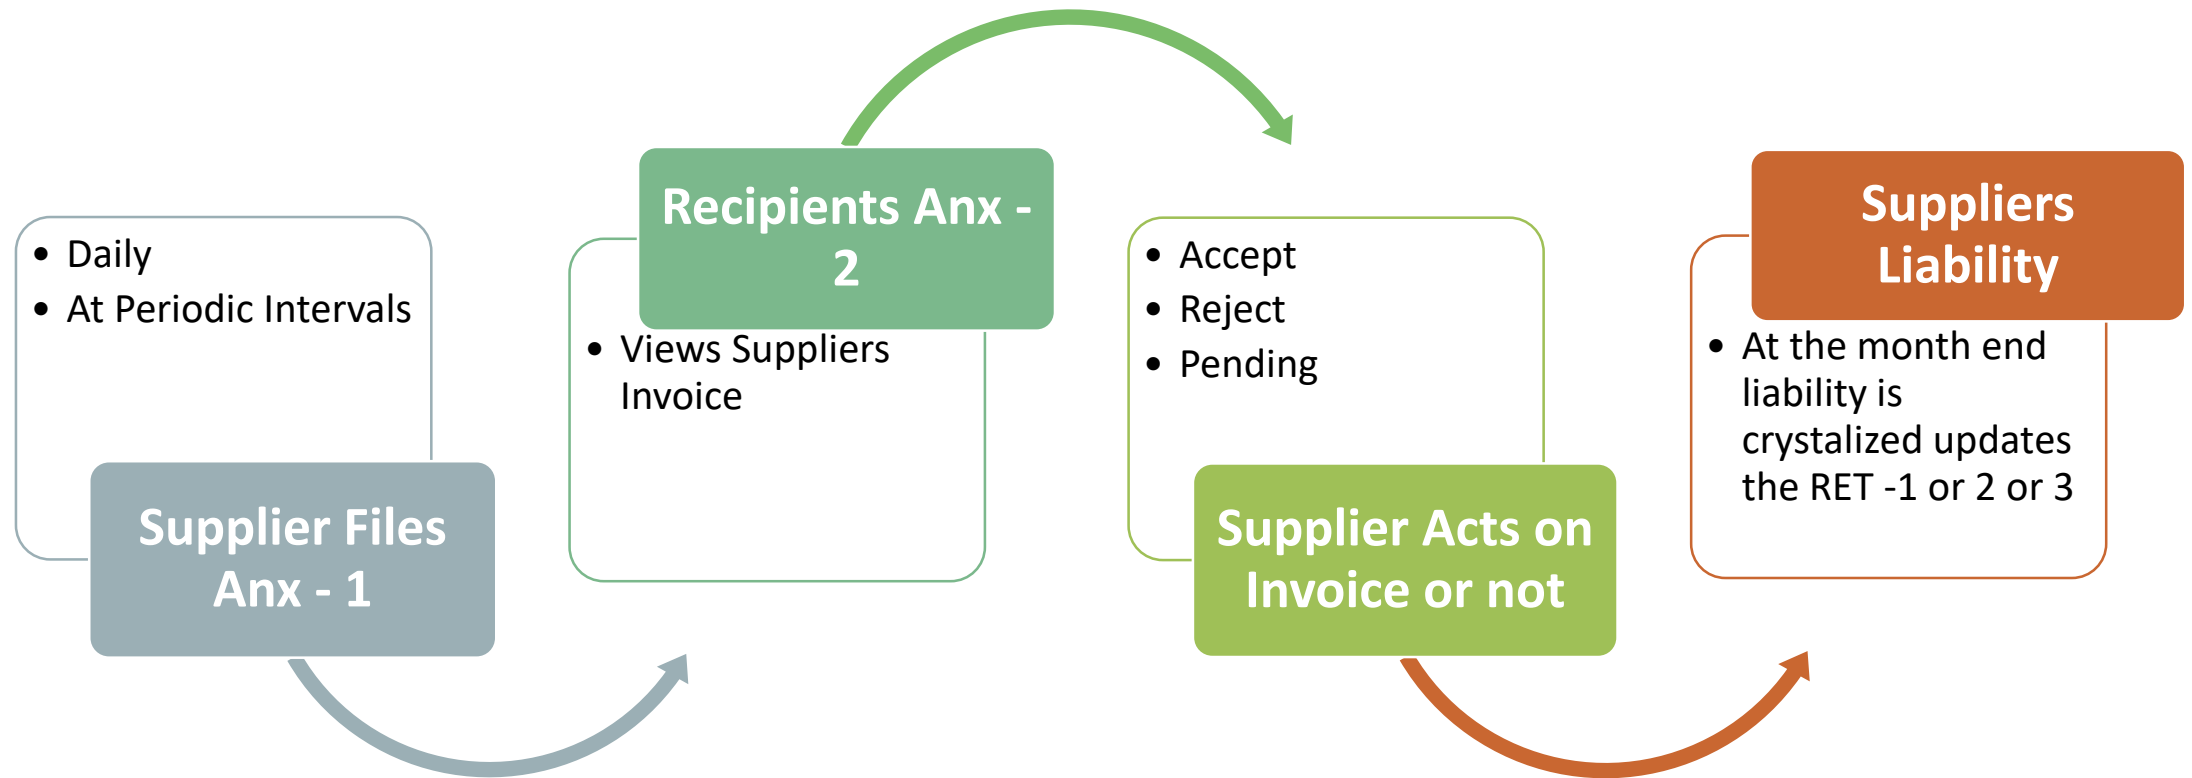 • Daily
• At Periodic Intervals
Supplier Files
Anx - 1
Recipients Anx -
2
• Views Suppliers
Invoice
• Accept
• Reject
• Pending
Supplier Acts on
Invoice or not
Suppliers
Liability
• At the month end
liability is
crystalized updates
the RET -1 or 2 or 3